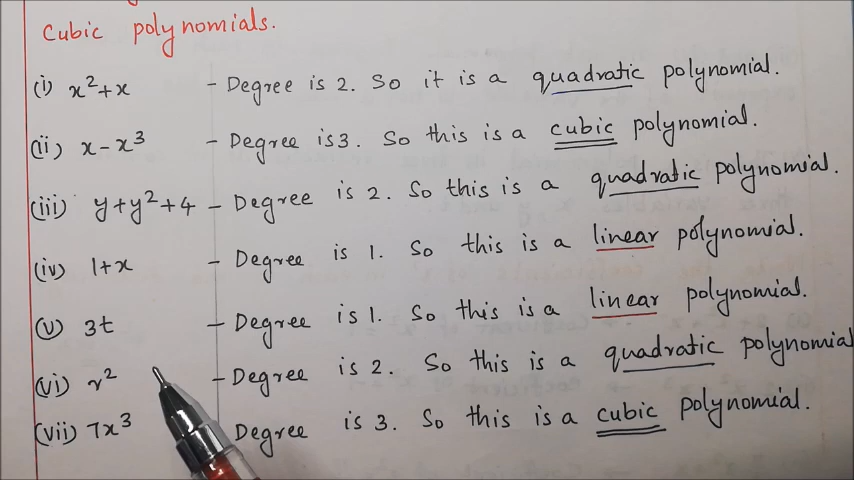 Cubic polynomials.
(i) x²+x - Degree is 2. So it is a quadratic polynomial.
(ii) x-x³ - Degree is 3. So this is a cubic polynomial.
(iii) y+y²+4 - Degree is 2. So this is a quadratic polynomial.
(iv) 1+x - Degree is 1. So this is a linear polynomial.
(v) 3t - Degree is 1. So this is a linear polynomial.
(vi) r² - Degree is 2. So this is a quadratic polynomial
(vii) 7x³ - Degree is 3. So this is a cubic polynomial.